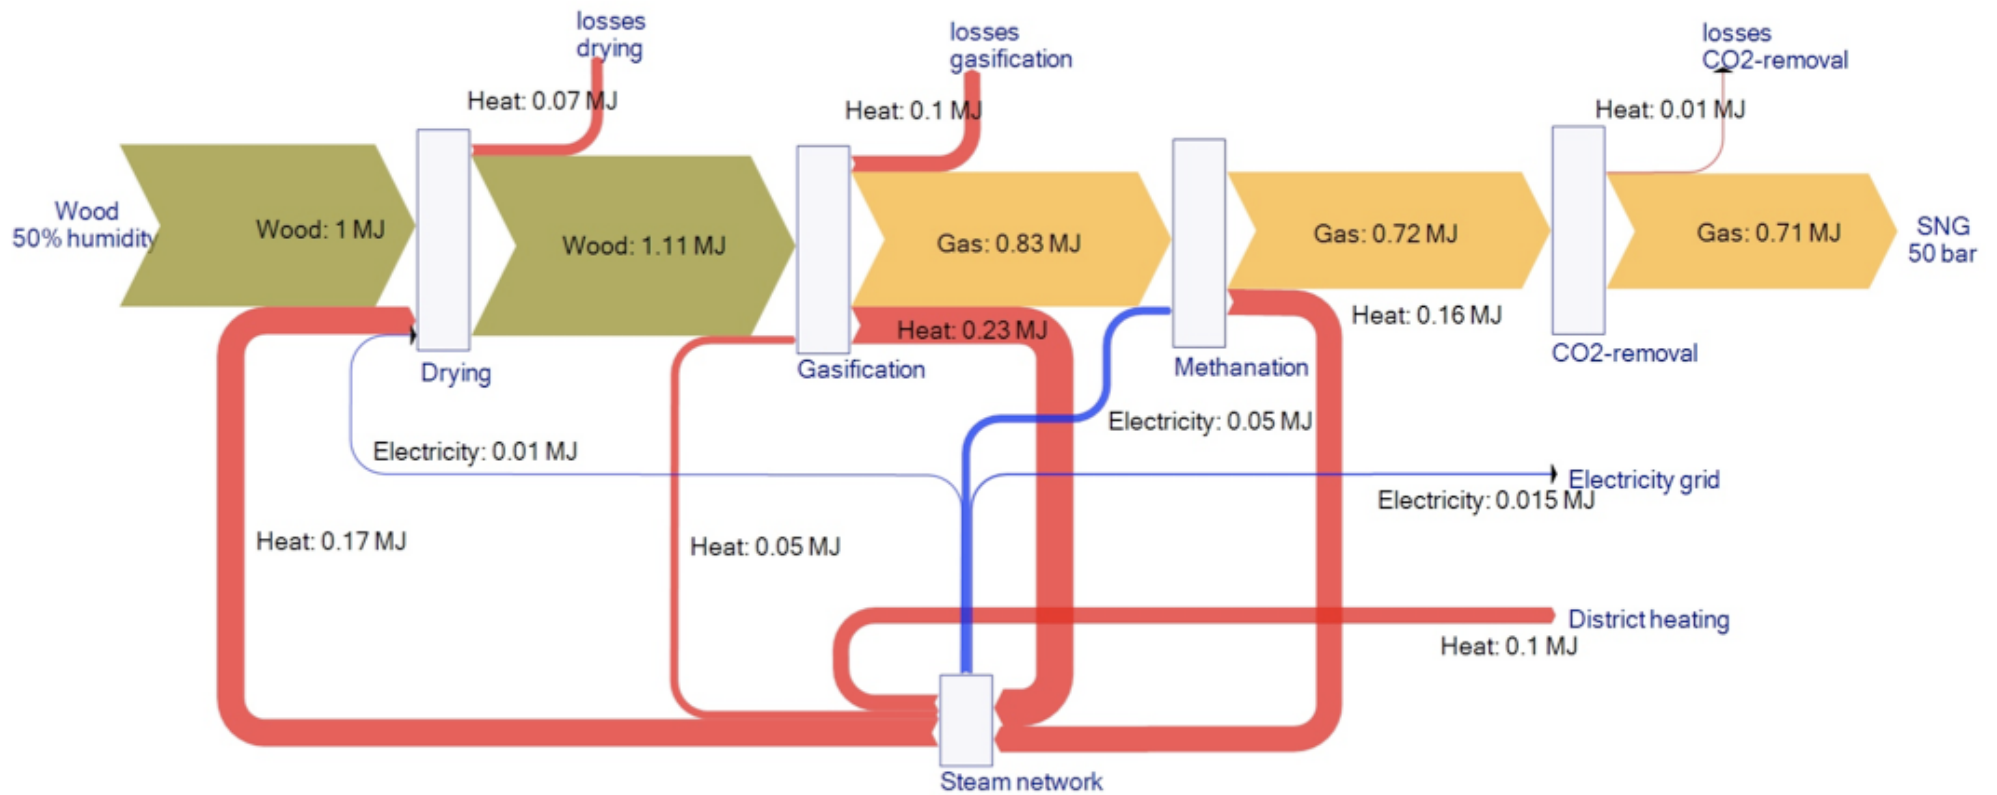 losses
drying
losses
gasification
losses
CO2-removal
Heat: 0.07 MJ
Heat: 0.1 MJ
Heat: 0.01 MJ
Wood
50% humidity
Wood: 1 MJ
Wood: 1.11 MJ
Gas: 0.83 MJ
Gas: 0.72 MJ
Gas: 0.71 MJ
SNG
50 bar
Heat: 0.23 MJ
Heat: 0.16 MJ
Drying
Gasification
Methanation
CO2-removal
Electricity: 0.05 MJ
Electricity: 0.01 MJ
Electricity grid
Electricity: 0.015 MJ
Heat: 0.17 MJ
Heat: 0.05 MJ
District heating
Heat: 0.1 MJ
Steam network